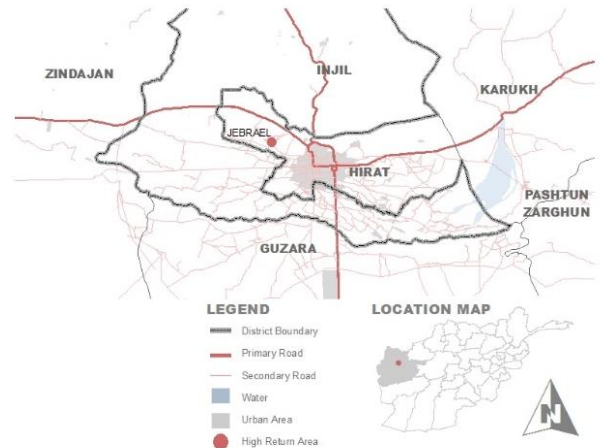 ZINDAJAN
INJIL
KARUKH
JEBRAEL
HIRAT
PASHTUN
ZARGHUN
GUZARA
LEGEND
District Boundary
Primary Road
Secondary Road
Water
Urban Area
High Return Area
LOCATION MAP
N